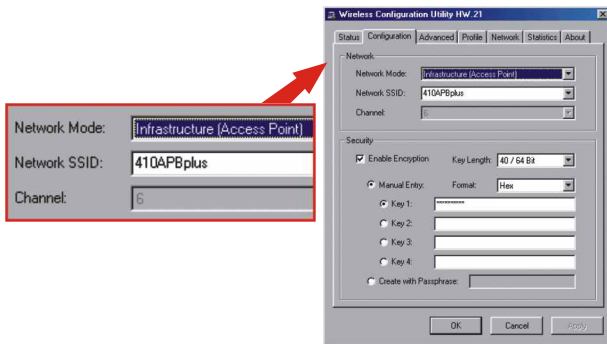 Wireless Configuration Utility HW.21
Status Configuration Advanced Profile Network Statistics About
Network
Network Mode: Infrastructure (Access Point)
Network SSID: 410APBplus
Channel: 6
Security
Enable Encryption Key Length: 40 / 64 Bit
Manual Entry: Format: Hex
Key 1: **********
Key 2:
Key 3:
Key 4:
Create with Passphrase:
OK Cancel Apply
Network Mode: Infrastructure (Access Point)
Network SSID: 410APBplus
Channel: 6